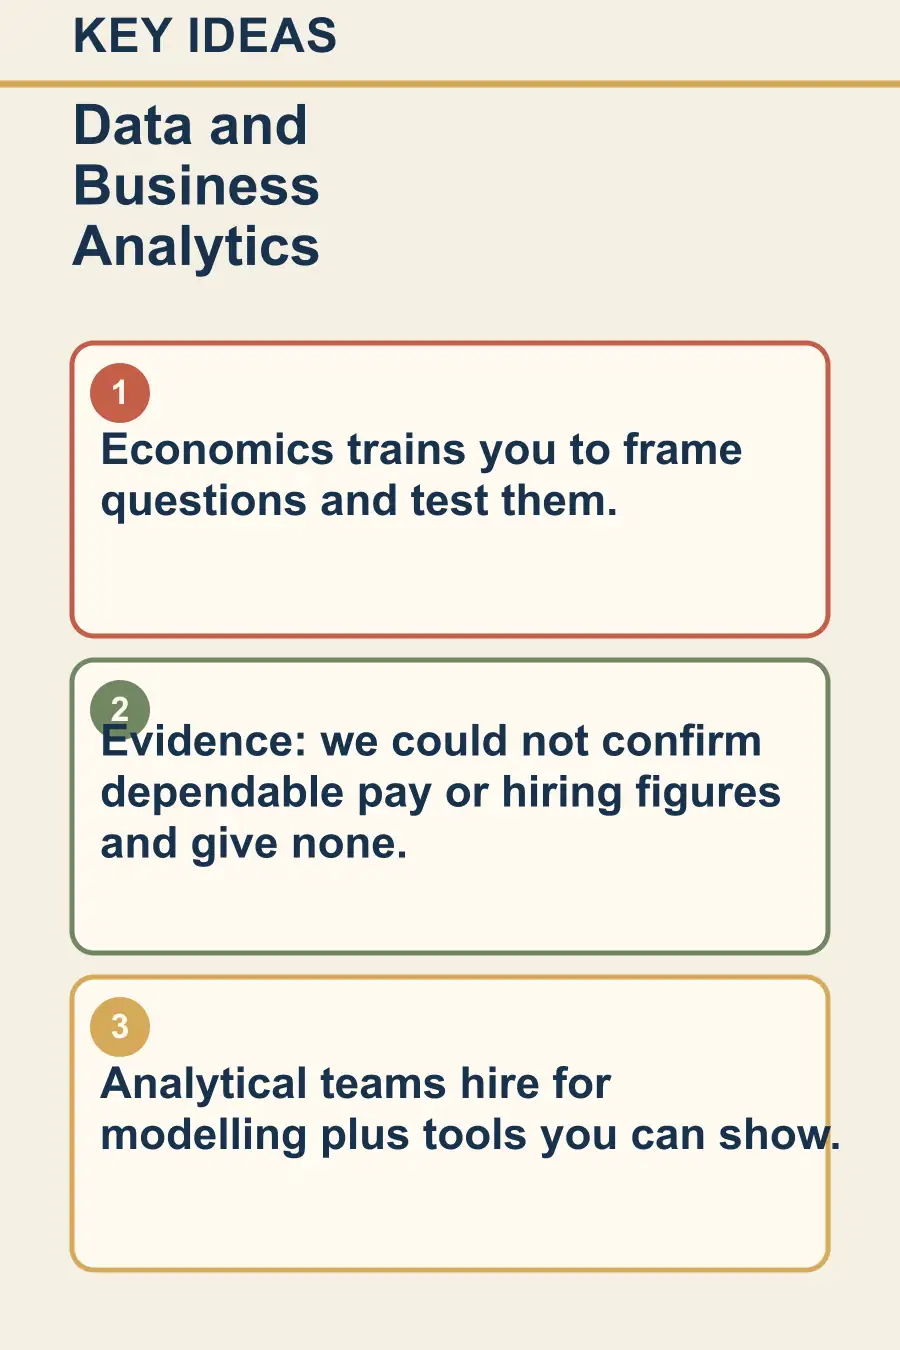 KEY IDEAS
Data and
Business
Analytics
1
Economics trains you to frame
questions and test them.
2
Evidence: we could not confirm
dependable pay or hiring figures
and give none.
3
Analytical teams hire for
modelling plus tools you can show.